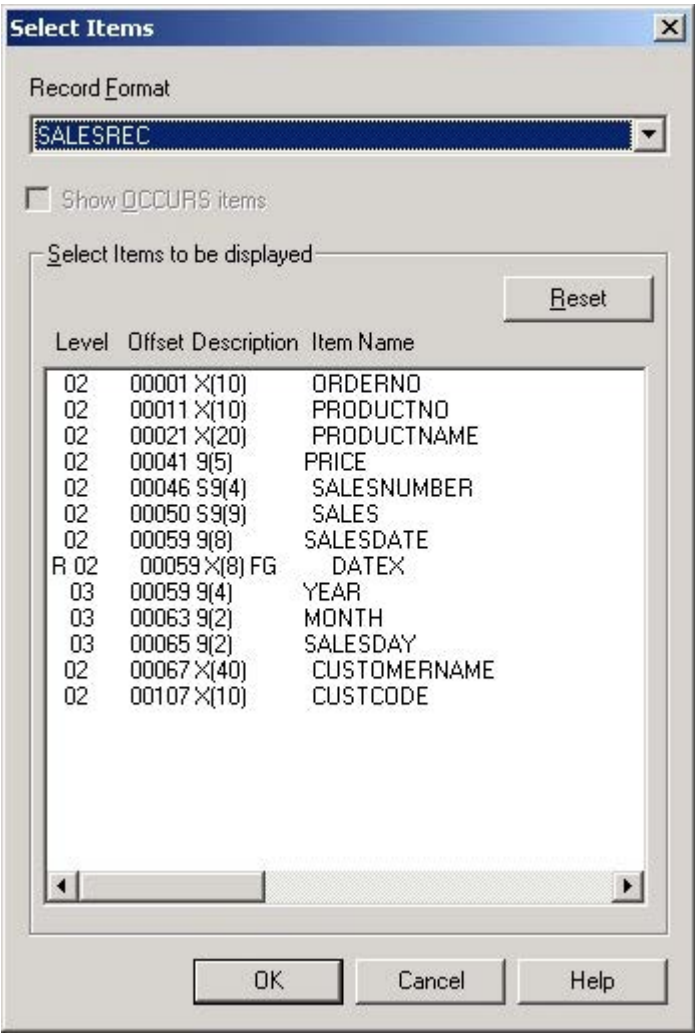 Select Items
Record Format
SALESREC
Show OCCURS items
Select Items to be displayed
Reset
Level Offset Description Item Name
02 00001 X(10) ORDERNO
02 00011 X(10) PRODUCTNO
02 00021 X(20) PRODUCTNAME
02 00041 9(5) PRICE
02 00046 S9(4) SALESNUMBER
02 00050 S9(9) SALES
02 00059 9(8) SALESDATE
R 02 00059 X(8) FG DATEX
03 00059 9(4) YEAR
03 00063 9(2) MONTH
03 00065 9(2) SALESDAY
02 00067 X(40) CUSTOMERNAME
02 00107 X(10) CUSTCODE
OK Cancel Help